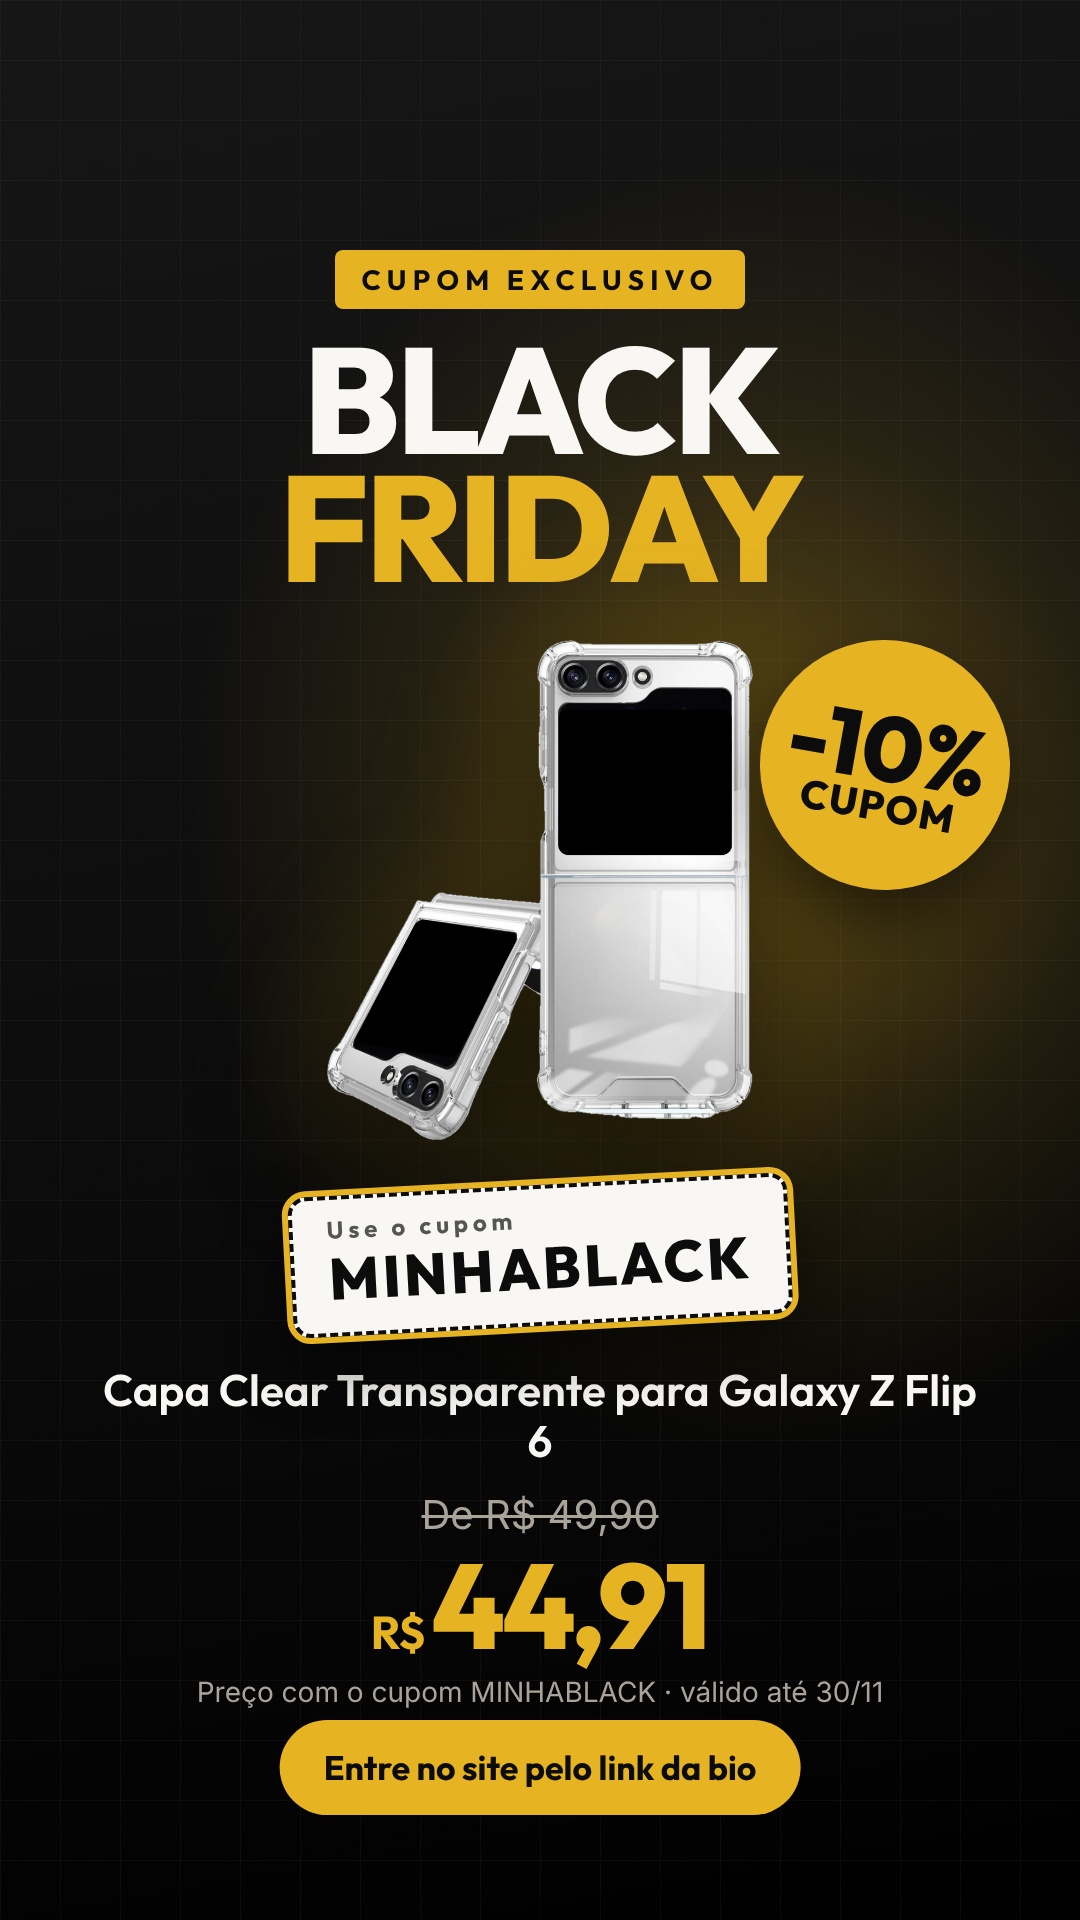 CUPOM EXCLUSIVO
BLACK
FRIDAY
-10%
CUPOM
Use o cupom
MINHABLACK
Capa Clear Transparente para Galaxy Z Flip
6
De R$ 49,90
R$ 44,91
Preço com o cupom MINHABLACK · válido até 30/11
Entre no site pelo link da bio